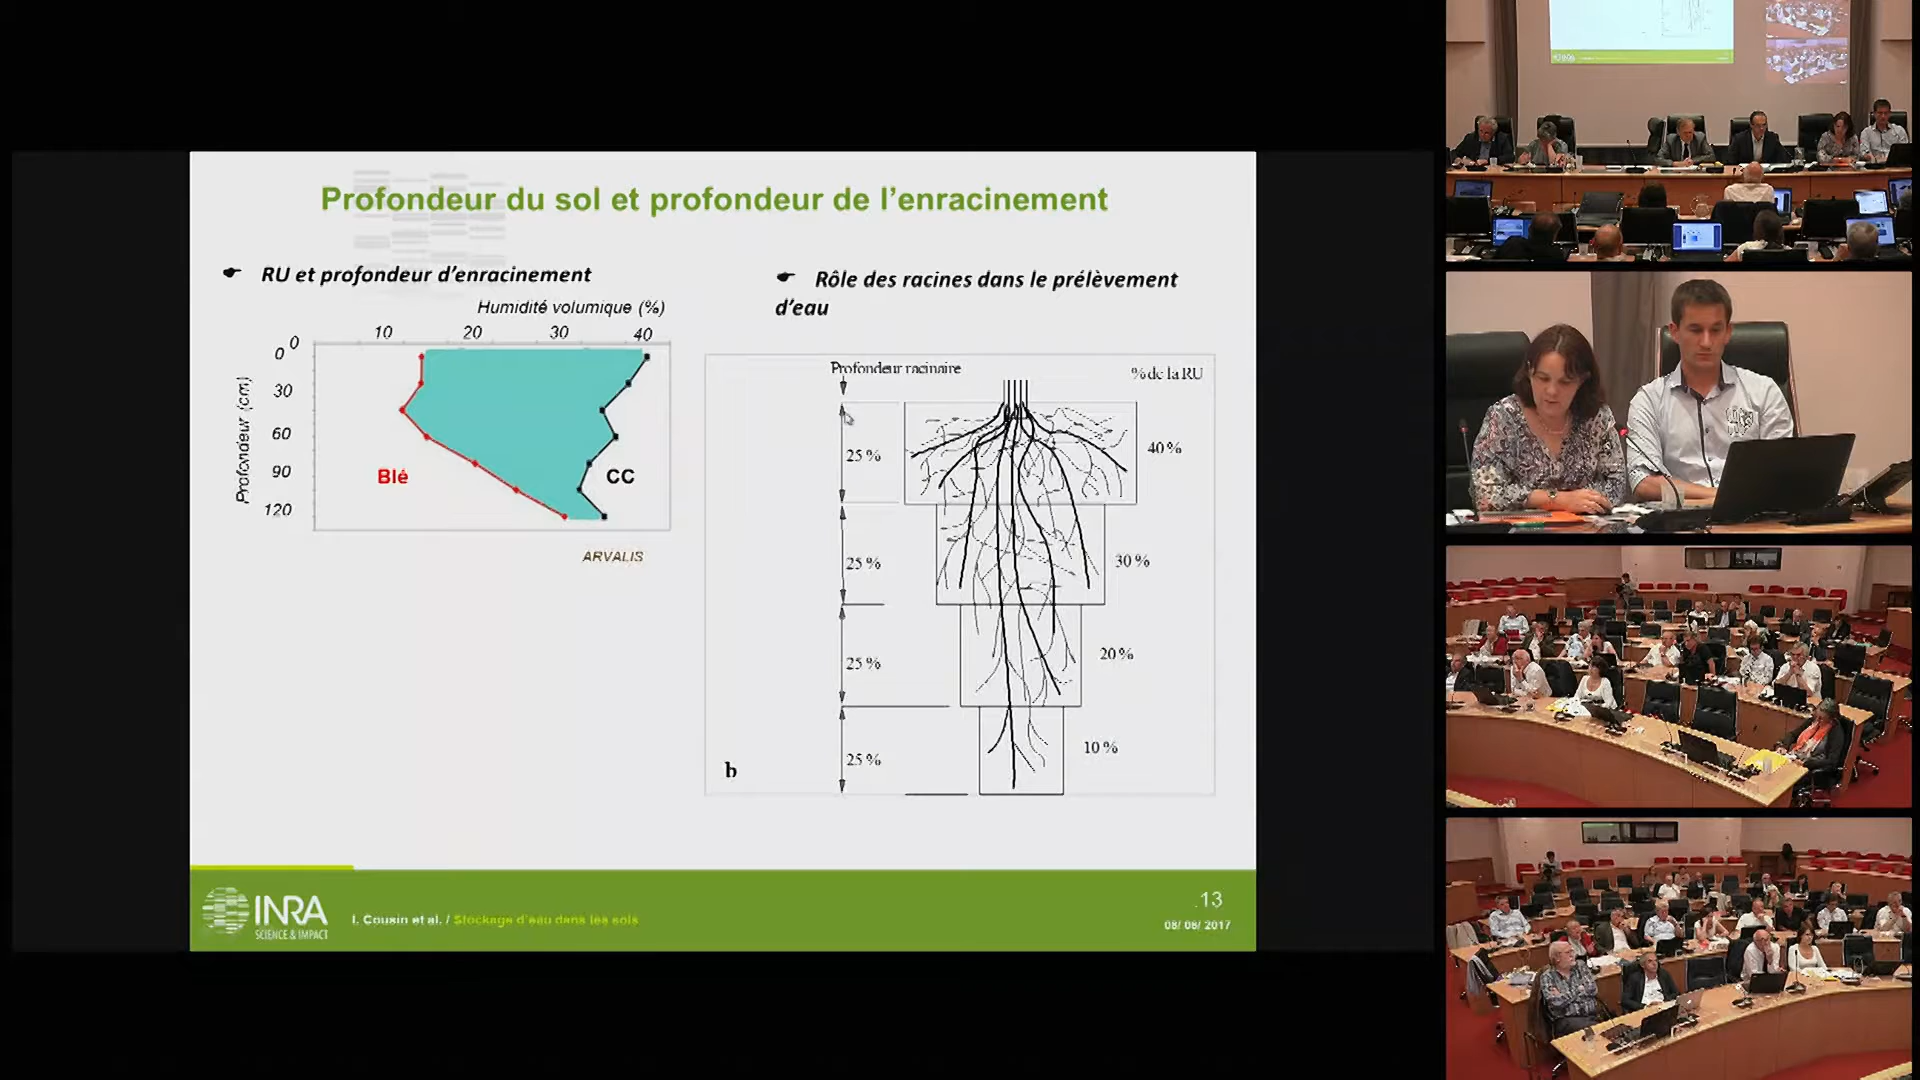 Profondeur du sol et profondeur de l'enracinement
RU et profondeur d'enracinement
Humidité volumique (%)
0 10 20 30 40
Profondeur (cm)
0
30
60
90
120
Blé
CC
ARVALIS
Rôle des racines dans le prélèvement
d'eau
Profondeur racinaire
% de la RU
25 %
40 %
25 %
30 %
25 %
20 %
25 %
10 %
b
INRA
SCIENCE & IMPACT
I. Cousin et al. / Stockage d'eau dans les sols
.13
08/ 06/ 2017